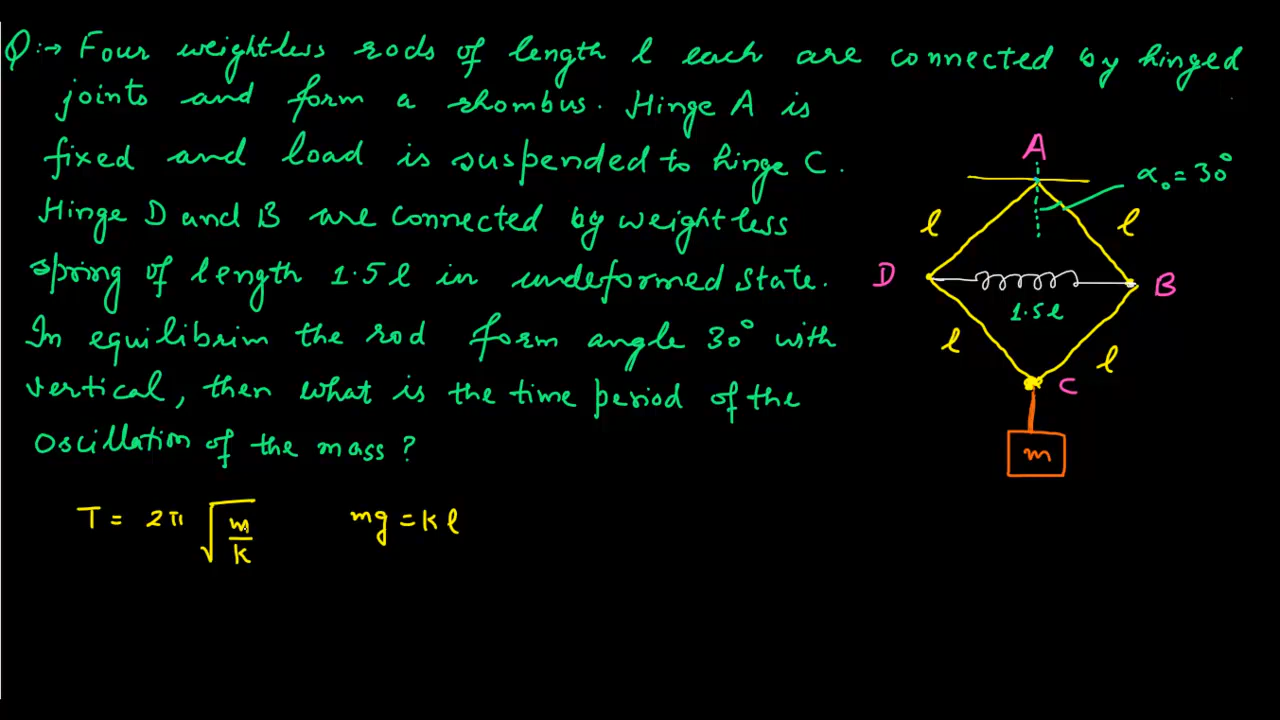 Q:→ Four weightless rods of length l each are connected by hinged
joints and form a rhombus. Hinge A is
fixed and load is suspended to hinge C.
Hinge D and B are connected by weightless
spring of length 1.5l in undeformed state.
In equilibrim the rod form angle 30° with
vertical, then what is the time period of the
Oscillation of the mass?
T = 2π √(m/k) mg = kl
A
α₀ = 30°
l l
D B
1.5l
l l
C
m